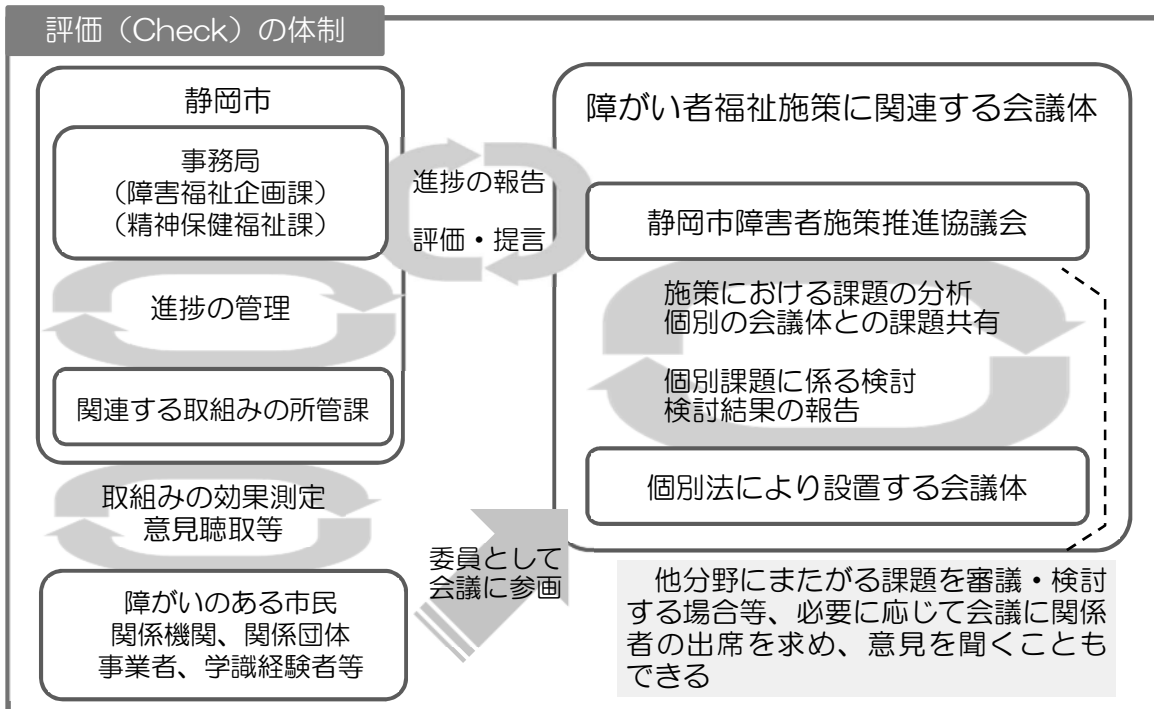 評価（Check）の体制
静岡市
事務局
（障害福祉企画課）
（精神保健福祉課）
進捗の管理
関連する取組みの所管課
取組みの効果測定
意見聴取等
障がいのある市民
関係機関、関係団体
事業者、学識経験者等
進捗の報告
評価・提言
委員として
会議に参画
障がい者福祉施策に関連する会議体
静岡市障害者施策推進協議会
施策における課題の分析
個別の会議体との課題共有
個別課題に係る検討
検討結果の報告
個別法により設置する会議体
他分野にまたがる課題を審議・検討
する場合等、必要に応じて会議に関係
者の出席を求め、意見を聞くことも
できる